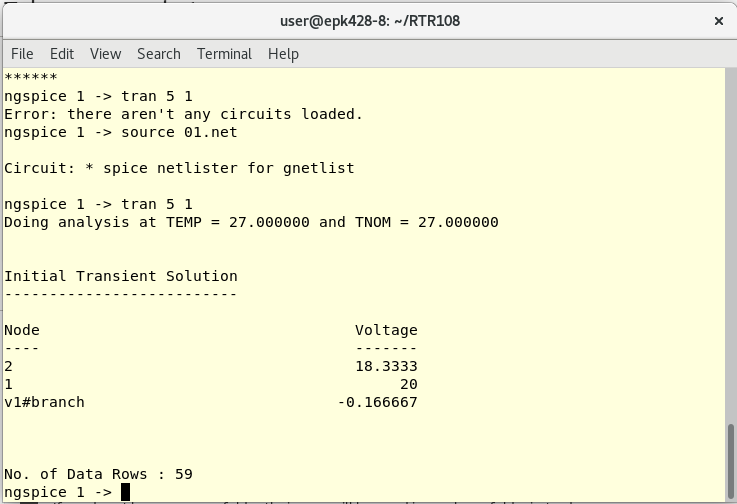 user@epk428-8: ~/RTR108
File Edit View Search Terminal Help
******
ngspice 1 -> tran 5 1
Error: there aren't any circuits loaded.
ngspice 1 -> source 01.net
Circuit: * spice netlister for gnetlist
ngspice 1 -> tran 5 1
Doing analysis at TEMP = 27.000000 and TNOM = 27.000000
Initial Transient Solution
--------------------------
Node Voltage
---- -------
2 18.3333
1 20
v1#branch -0.166667
No. of Data Rows : 59
ngspice 1 ->